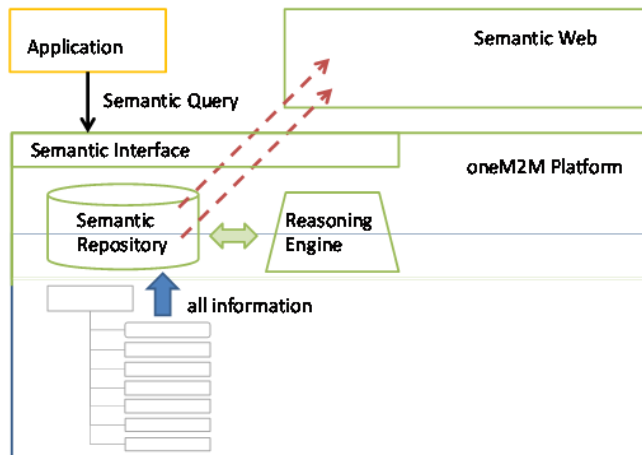 Application
Semantic Web
Semantic Query
Semantic Interface
oneM2M Platform
Semantic
Repository
Reasoning
Engine
all information